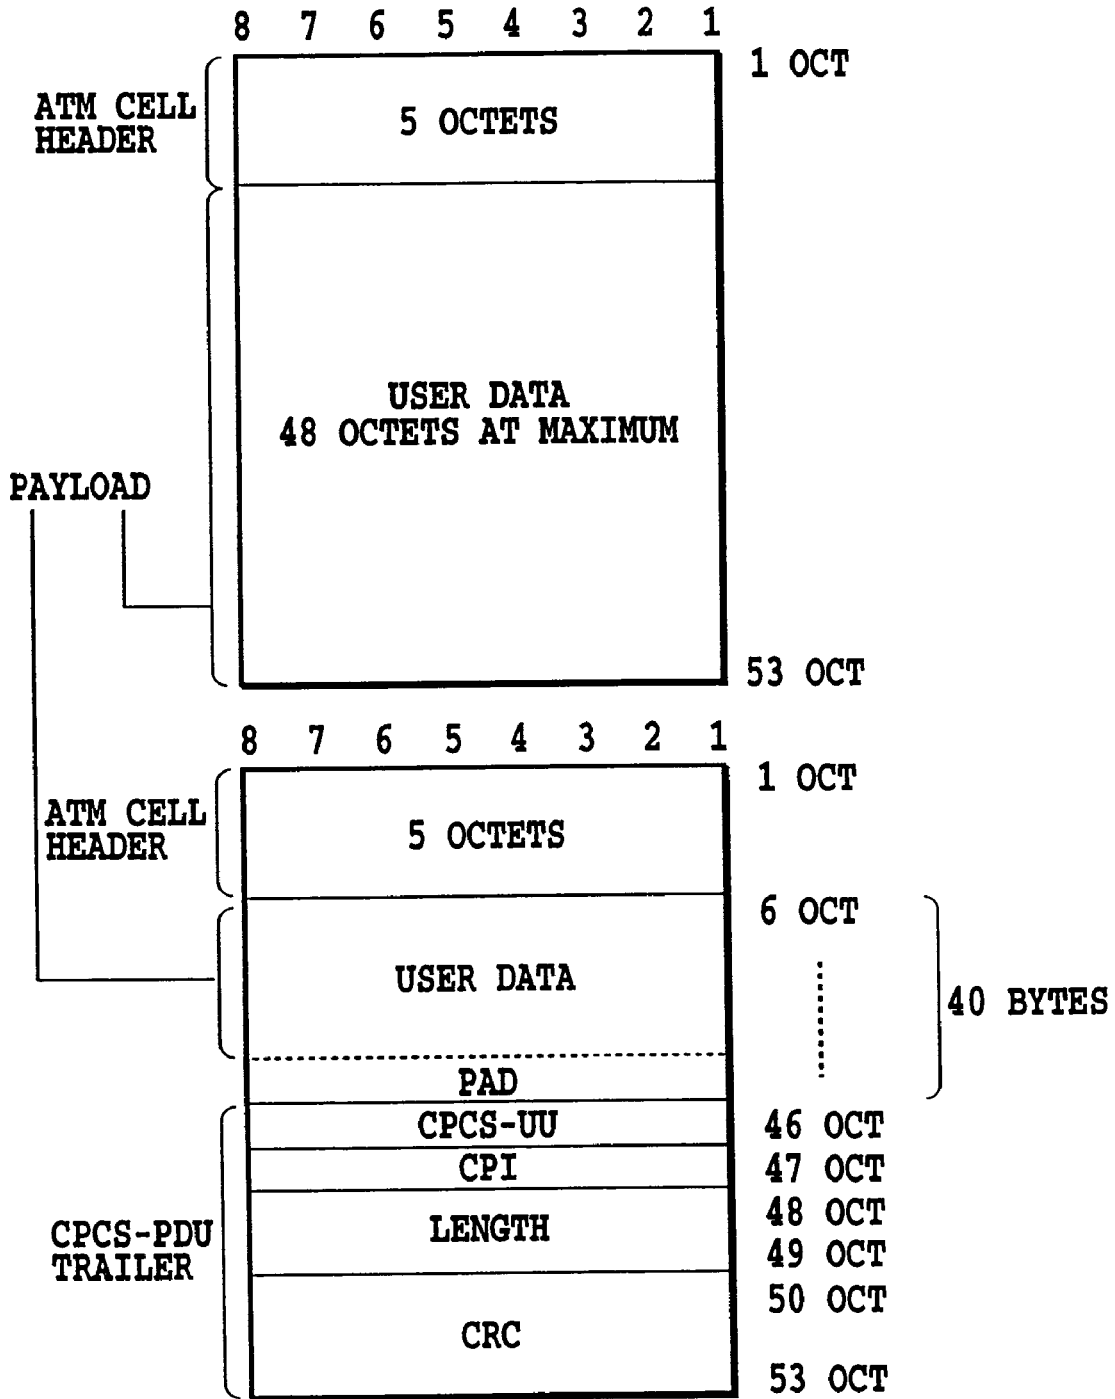 8 7 6 5 4 3 2 1
1 OCT
ATM CELL
HEADER
5 OCTETS
USER DATA
48 OCTETS AT MAXIMUM
PAYLOAD
53 OCT
8 7 6 5 4 3 2 1
1 OCT
ATM CELL
HEADER
5 OCTETS
6 OCT
USER DATA
40 BYTES
PAD
CPCS-UU
46 OCT
CPI
47 OCT
CPCS-PDU
TRAILER
LENGTH
48 OCT
49 OCT
50 OCT
CRC
53 OCT